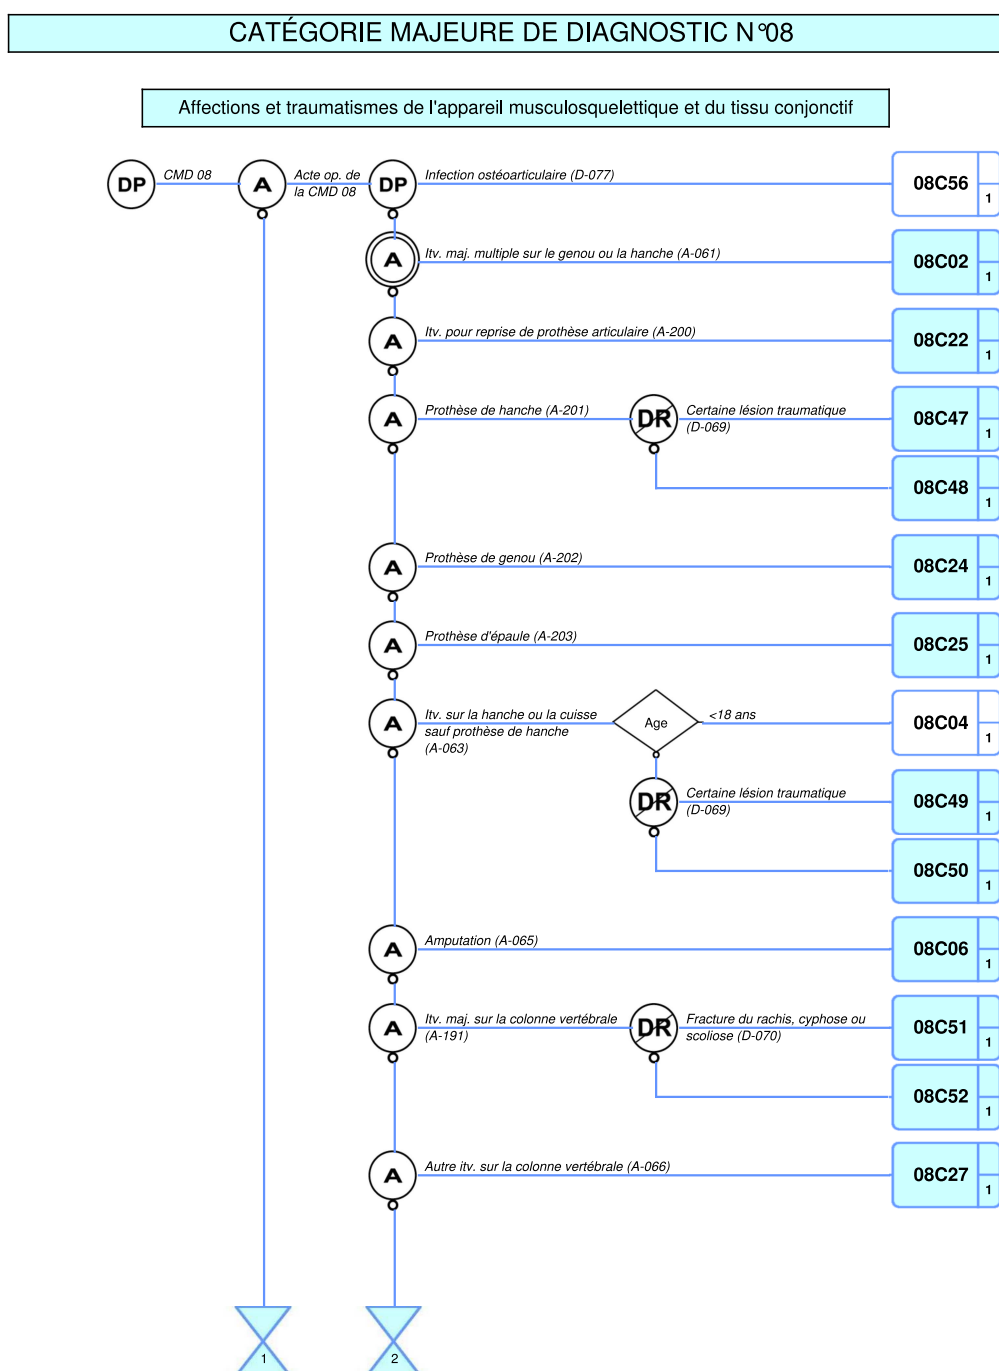 CATÉGORIE MAJEURE DE DIAGNOSTIC N°08
Affections et traumatismes de l'appareil musculosquelettique et du tissu conjonctif
DP
CMD 08
A
Acte op. de
la CMD 08
DP
Infection ostéoarticulaire (D-077)
08C56
1
A
Itv. maj. multiple sur le genou ou la hanche (A-061)
08C02
1
A
Itv. pour reprise de prothèse articulaire (A-200)
08C22
1
A
Prothèse de hanche (A-201)
DR
Certaine lésion traumatique
(D-069)
08C47
1
08C48
1
A
Prothèse de genou (A-202)
08C24
1
A
Prothèse d'épaule (A-203)
08C25
1
A
Itv. sur la hanche ou la cuisse
sauf prothèse de hanche
(A-063)
Age
<18 ans
08C04
1
DR
Certaine lésion traumatique
(D-069)
08C49
1
08C50
1
A
Amputation (A-065)
08C06
1
A
Itv. maj. sur la colonne vertébrale
(A-191)
DR
Fracture du rachis, cyphose ou
scoliose (D-070)
08C51
1
08C52
1
A
Autre itv. sur la colonne vertébrale (A-066)
08C27
1
1
2